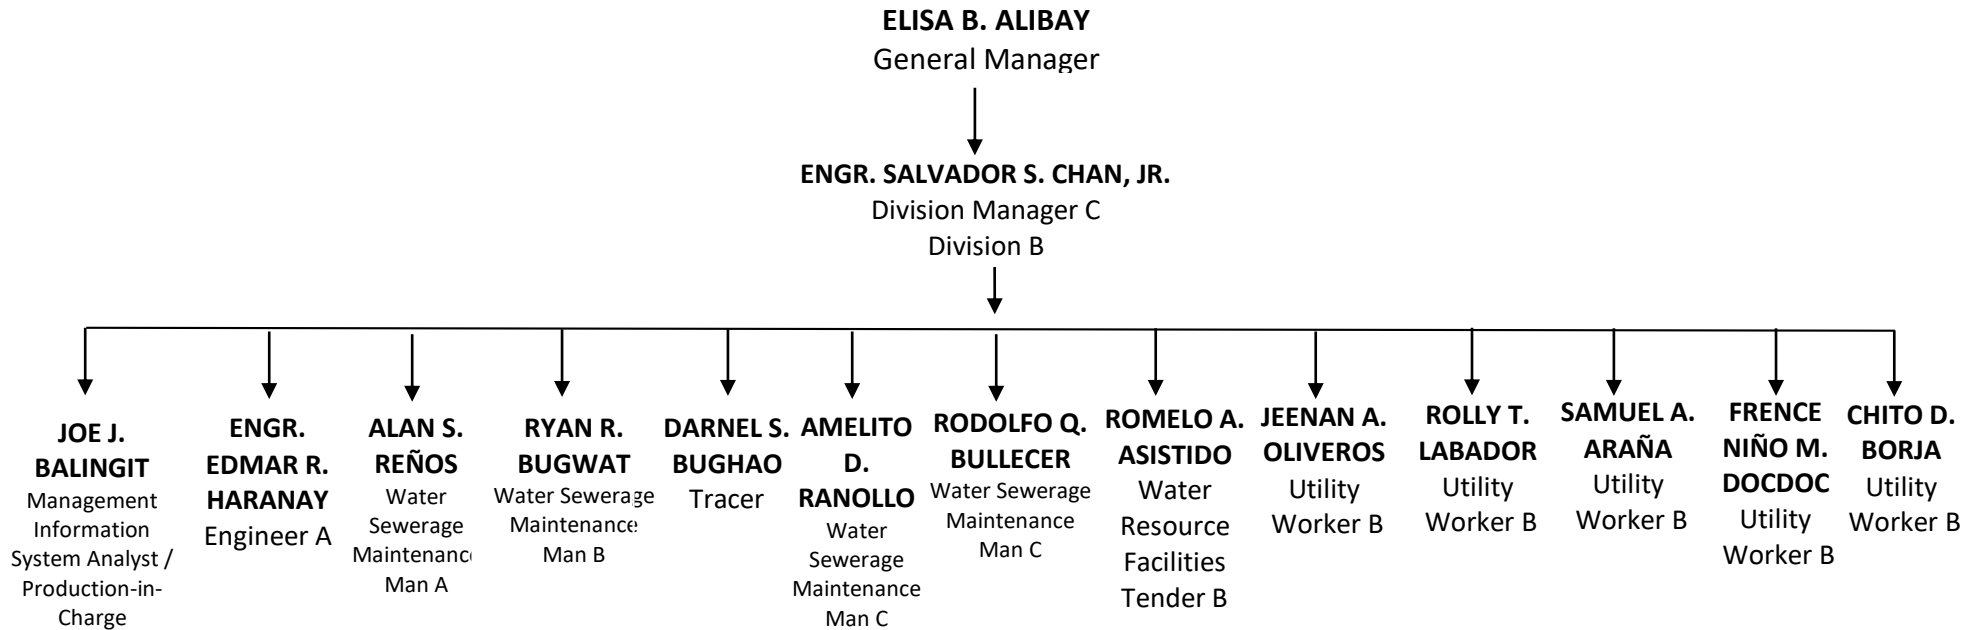 ELISA B. ALIBAY
General Manager
ENGR. SALVADOR S. CHAN, JR.
Division Manager C
Division B
JOE J.
BALINGIT
Management
Information
System Analyst /
Production-in-
Charge
ENGR.
EDMAR R.
HARANAY
Engineer A
ALAN S.
REÑOS
Water
Sewerage
Maintenance
Man A
RYAN R.
BUGWAT
Water Sewerage
Maintenance
Man B
DARNEL S.
BUGHAO
Tracer
AMELITO
D.
RANOLLO
Water
Sewerage
Maintenance
Man C
RODOLFO Q.
BULLECER
Water Sewerage
Maintenance
Man C
ROMELO A.
ASISTIDO
Water
Resource
Facilities
Tender B
JEENAN A.
OLIVEROS
Utility
Worker B
ROLLY T.
LABADOR
Utility
Worker B
SAMUEL A.
ARAÑA
Utility
Worker B
FRENCE
NIÑO M.
DOCDOC
Utility
Worker B
CHITO D.
BORJA
Utility
Worker B